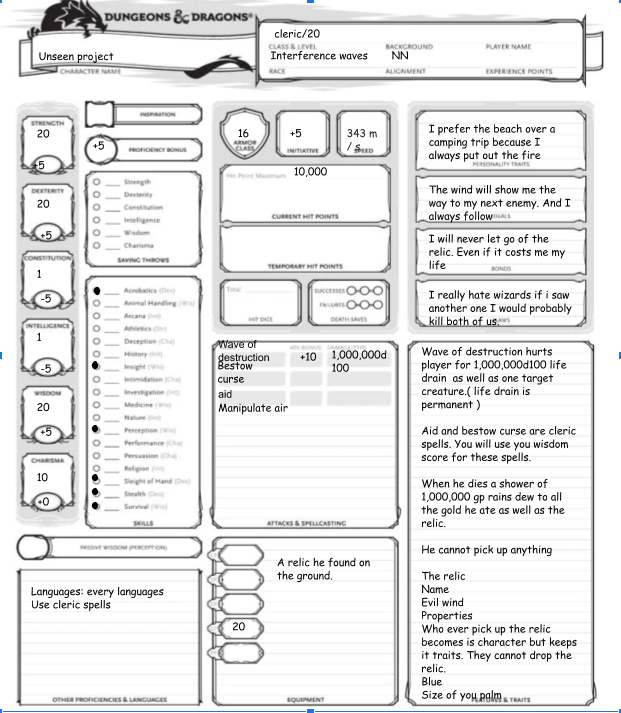 DUNGEONS & DRAGONS®
Unseen project
CHARACTER NAME
cleric/20
CLASS & LEVEL
BACKGROUND
PLAYER NAME
Interference waves
NN
RACE
ALIGNMENT
EXPERIENCE POINTS
STRENGTH
20
+5
DEXTERITY
20
+5
CONSTITUTION
1
-5
INTELLIGENCE
1
-5
WISDOM
20
+5
CHARISMA
10
+0
INSPIRATION
+5
PROFICIENCY BONUS
Strength
Dexterity
Constitution
Intelligence
Wisdom
Charisma
SAVING THROWS
Acrobatics (Dex)
Animal Handling (Wis)
Arcana (Int)
Athletics (Str)
Deception (Cha)
History (Int)
Insight (Wis)
Intimidation (Cha)
Investigation (Int)
Medicine (Wis)
Nature (Int)
Perception (Wis)
Performance (Cha)
Persuasion (Cha)
Religion (Int)
Sleight of Hand (Dex)
Stealth (Dex)
Survival (Wis)
SKILLS
PASSIVE WISDOM (PERCEPTION)
Languages: every languages
Use cleric spells
OTHER PROFICIENCIES & LANGUAGES
16
ARMOR
CLASS
+5
INITIATIVE
343 m
/ s
SPEED
Hit Point Maximum 10,000
CURRENT HIT POINTS
TEMPORARY HIT POINTS
Total
HIT DICE
SUCCESSES
FAILURES
DEATH SAVES
ATK BONUS
DAMAGE/TYPE
Wave of
destruction
+10
1,000,000d
100
Bestow
curse
aid
Manipulate air
ATTACKS & SPELLCASTING
A relic he found on
the ground.
20
EQUIPMENT
I prefer the beach over a
camping trip because I
always put out the fire
PERSONALITY TRAITS
The wind will show me the
way to my next enemy. And I
always follow
IDEALS
I will never let go of the
relic. Even if it costs me my
life
BONDS
I really hate wizards if i saw
another one I would probably
kill both of us.
FLAWS
Wave of destruction hurts
player for 1,000,000d100 life
drain as well as one target
creature.( life drain is
permanent )
Aid and bestow curse are cleric
spells. You will use you wisdom
score for these spells.
When he dies a shower of
1,000,000 gp rains dew to all
the gold he ate as well as the
relic.
He cannot pick up anything
The relic
Name
Evil wind
Properties
Who ever pick up the relic
becomes is character but keeps
it traits. They cannot drop the
relic.
Blue
Size of you palm
FEATURES & TRAITS